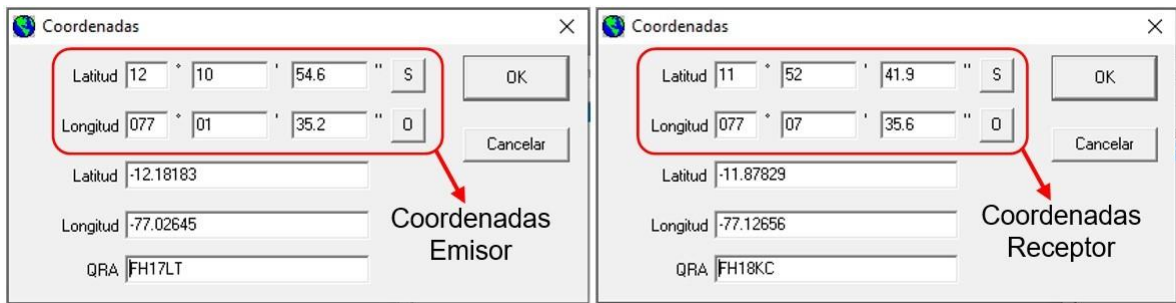 Coordenadas
Latitud 12 ° 10 ' 54.6 " S OK
Longitud 077 ° 01 ' 35.2 " O
Cancelar
Latitud -12.18183
Longitud -77.02645
QRA FH17LT
Coordenadas
Emisor
Coordenadas
Latitud 11 ° 52 ' 41.9 " S OK
Longitud 077 ° 07 ' 35.6 " O
Cancelar
Latitud -11.87829
Longitud -77.12656
QRA FH18KC
Coordenadas
Receptor